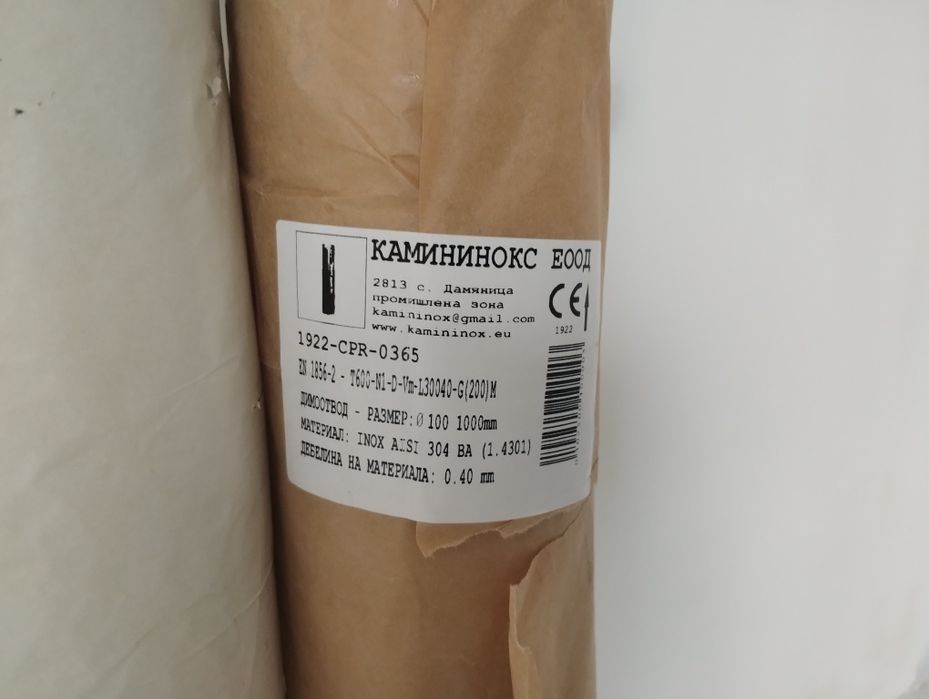 КАМИНИНОКС ЕООД
2813 с. Дамяница
промишлена зона
kamininox@gmail.com
www.kamininox.eu
CE
1922
1922-CPR-0365
EN 1856-2 - T600-N1-D-Vm-L30040-G(200)M
ДИМООТВОД - РАЗМЕР:Ø 100 1000mm
МАТЕРИАЛ: INOX AISI 304 BA (1.4301)
ДЕБЕЛИНА НА МАТЕРИАЛА: 0.40 mm